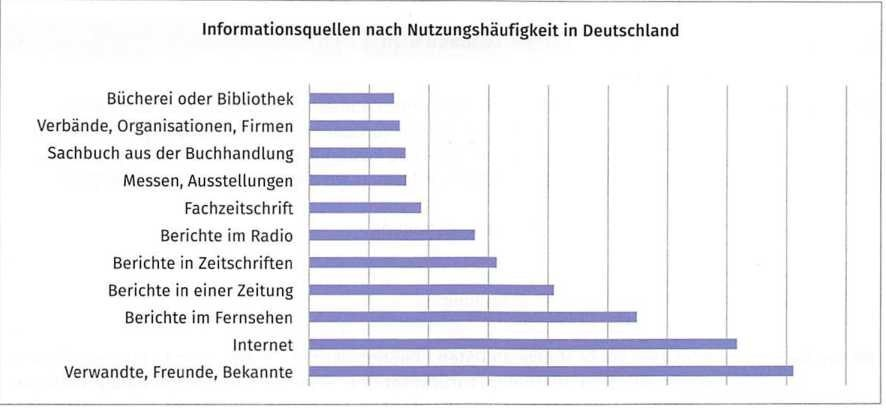 Informationsquellen nach Nutzungshäufigkeit in Deutschland
Bücherei oder Bibliothek
Verbände, Organisationen, Firmen
Sachbuch aus der Buchhandlung
Messen, Ausstellungen
Fachzeitschrift
Berichte im Radio
Berichte in Zeitschriften
Berichte in einer Zeitung
Berichte im Fernsehen
Internet
Verwandte, Freunde, Bekannte